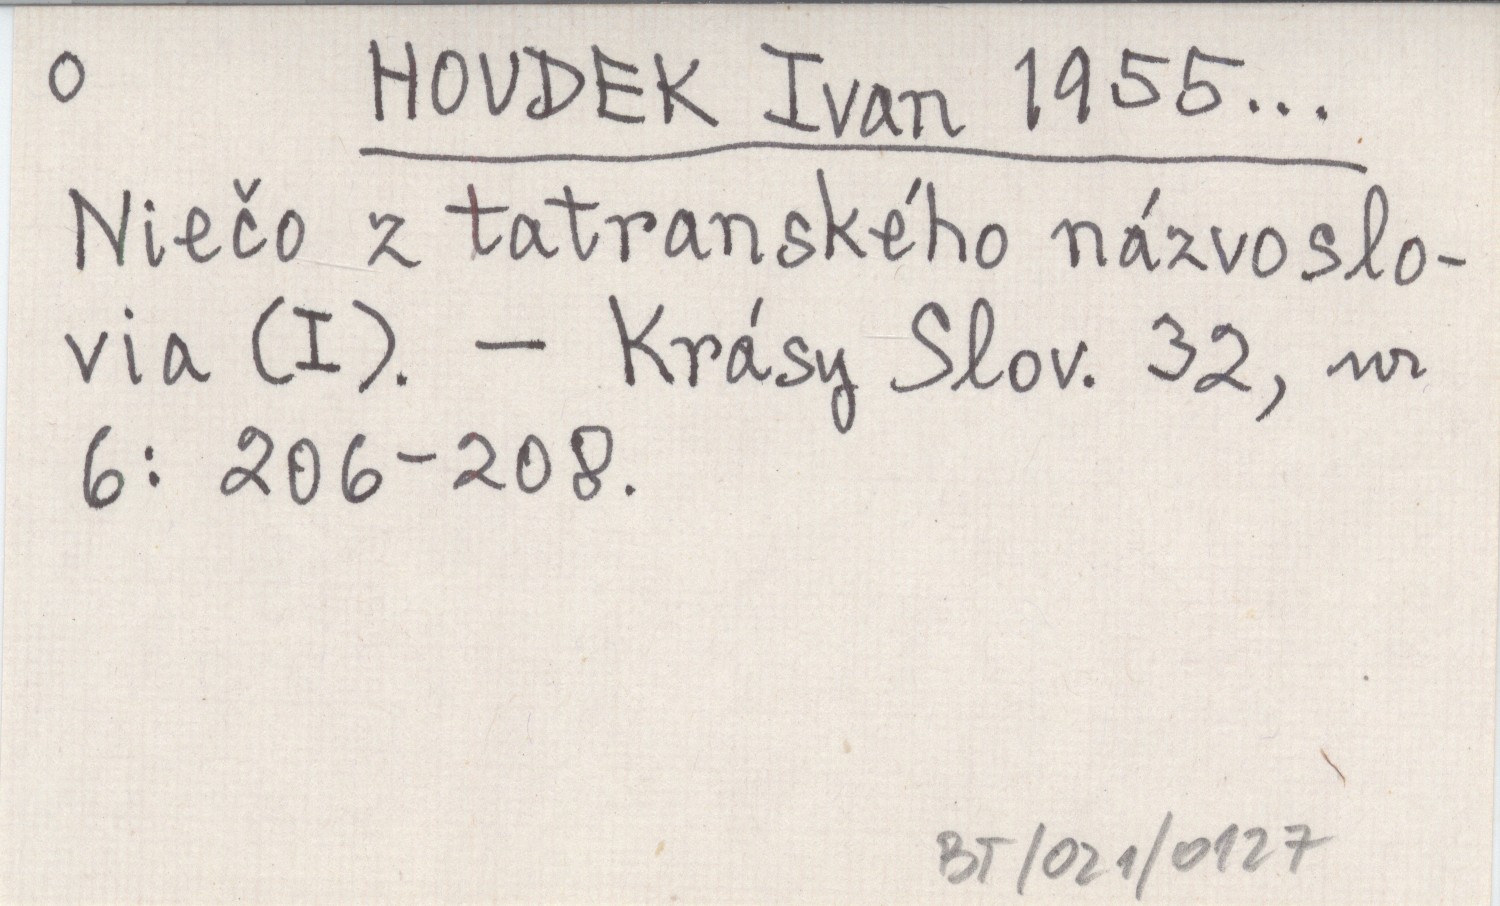 o HOUDEK Ivan 1955...
Niečo z tatranského názvoslo-
via (I). — Krásy Slov. 32, nr
6: 206-208.
BT/021/0127